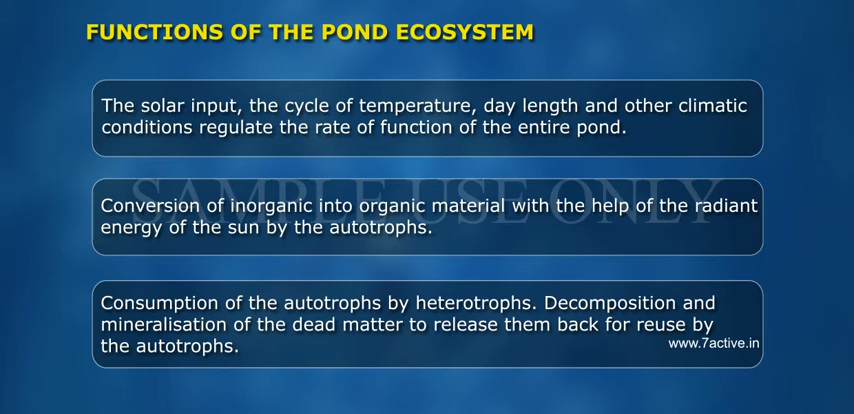 FUNCTIONS OF THE POND ECOSYSTEM
The solar input, the cycle of temperature, day length and other climatic
conditions regulate the rate of function of the entire pond.
SAMPLE USE ONLY
Conversion of inorganic into organic material with the help of the radiant
energy of the sun by the autotrophs.
Consumption of the autotrophs by heterotrophs. Decomposition and
mineralisation of the dead matter to release them back for reuse by
the autotrophs.
www.7active.in